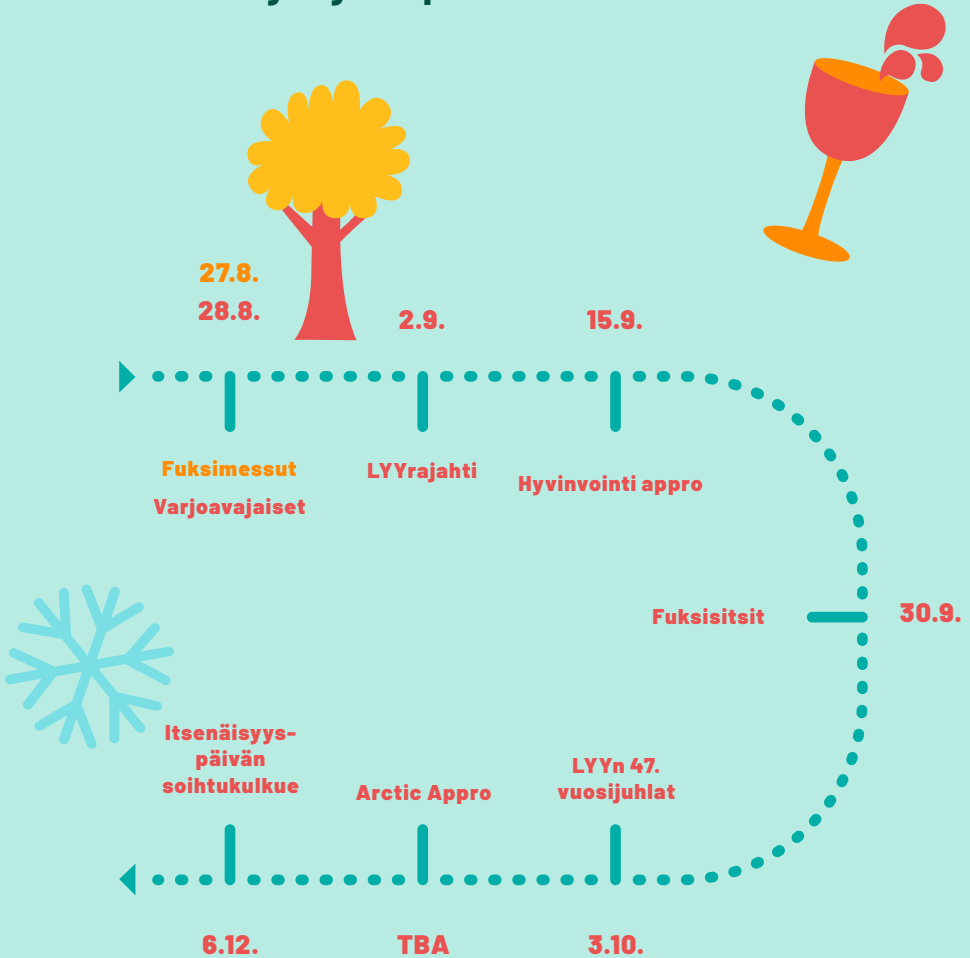 27.8.
28.8.
2.9.
15.9.
Fuksimessut
Varjoavajaiset
LYYrajahti
Hyvinvointi appro
Fuksisitsit
30.9.
Itsenäisyys-
päivän
soihtukulkue
Arctic Appro
LYYn 47.
vuosijuhlat
6.12.
TBA
3.10.